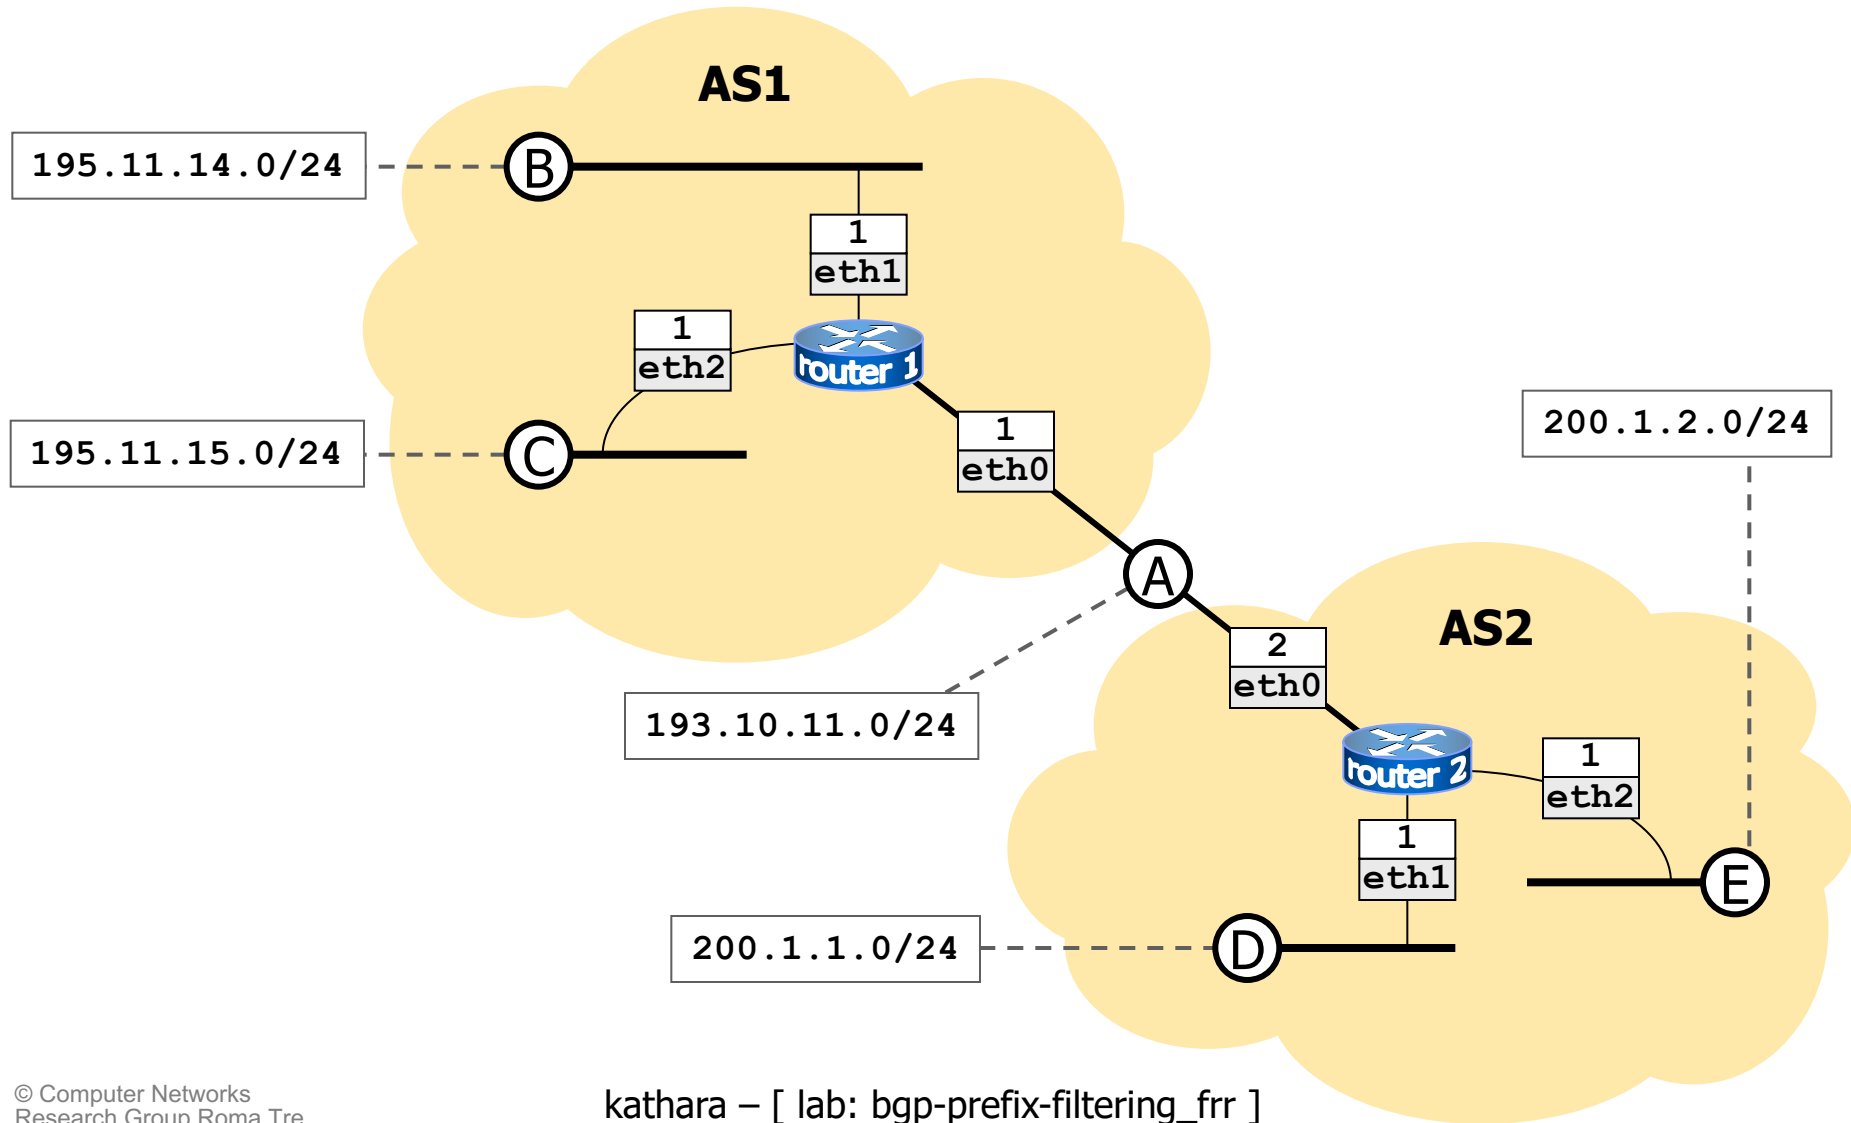 AS1
195.11.14.0/24
B
1
eth1
1
eth2
router 1
195.11.15.0/24
C
1
eth0
200.1.2.0/24
A
AS2
2
eth0
193.10.11.0/24
router 2
1
eth2
1
eth1
E
200.1.1.0/24
D
© Computer Networks
Research Group Roma Tre
kathara – [ lab: bgp-prefix-filtering_frr ]